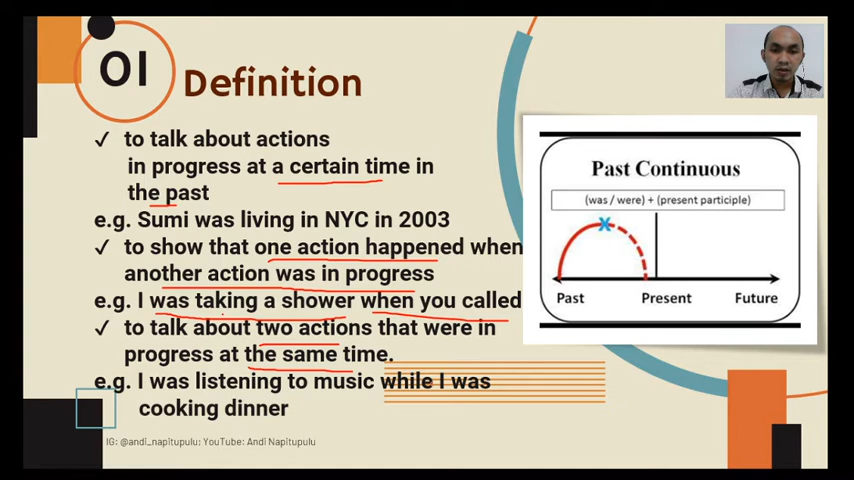 01
Definition
✓ to talk about actions
in progress at a certain time in
the past
e.g. Sumi was living in NYC in 2003
✓ to show that one action happened when
another action was in progress
e.g. I was taking a shower when you called
✓ to talk about two actions that were in
progress at the same time.
e.g. I was listening to music while I was
cooking dinner
IG: @andi_napitupulu; YouTube: Andi Napitupulu
Past Continuous
(was / were) + (present participle)
Past Present Future